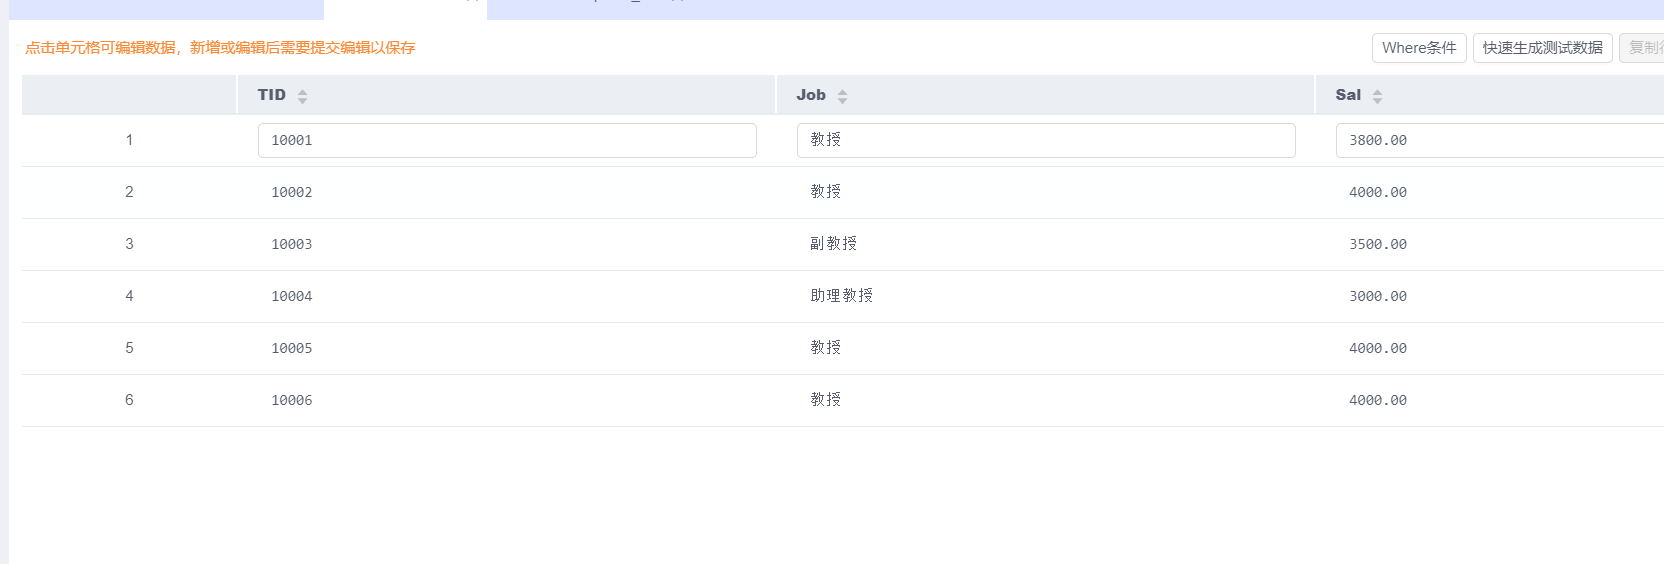 点击单元格可编辑数据，新增或编辑后需要提交编辑以保存
Where条件 快速生成测试数据 复制
TID Job Sal
1 10001 教授 3800.00
2 10002 教授 4000.00
3 10003 副教授 3500.00
4 10004 助理教授 3000.00
5 10005 教授 4000.00
6 10006 教授 4000.00